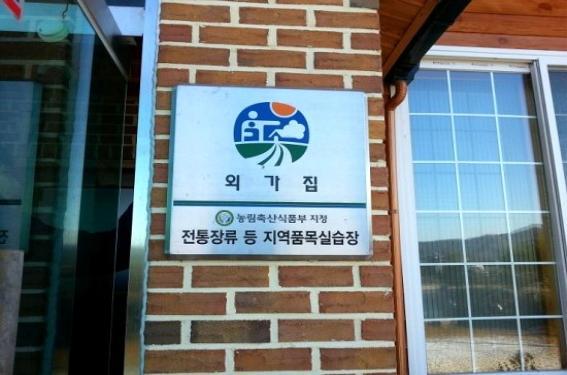 외가집
농림축산식품부 지정
전통장류 등 지역품목실습장